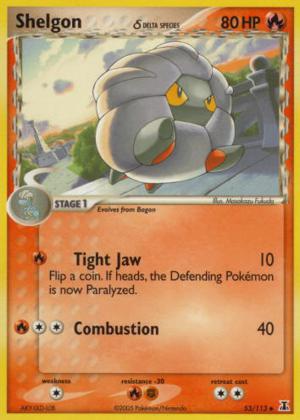 Shelgon δ DELTA SPECIES 80 HP
Illus. Masakazu Fukuda
STAGE 1
Evolves from Bagon
Tight Jaw 10
Flip a coin. If heads, the Defending Pokémon
is now Paralyzed.
Combustion 40
weakness resistance -30 retreat cost
©2005 Pokémon/Nintendo 53/113